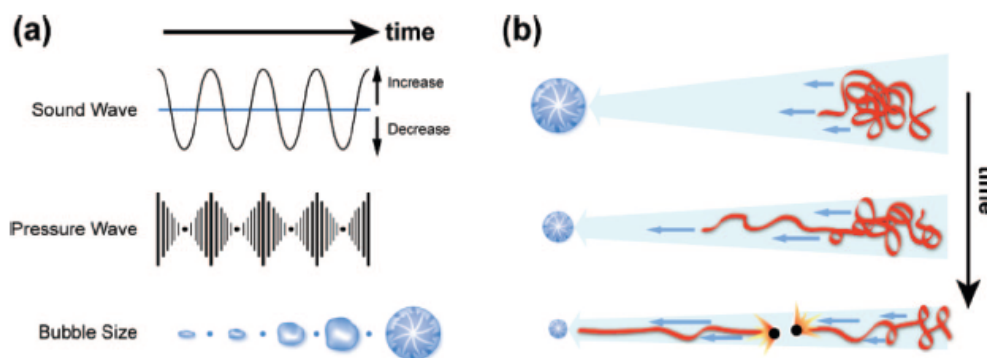 (a)
time
Sound Wave
Increase
Decrease
Pressure Wave
Bubble Size
(b)
time